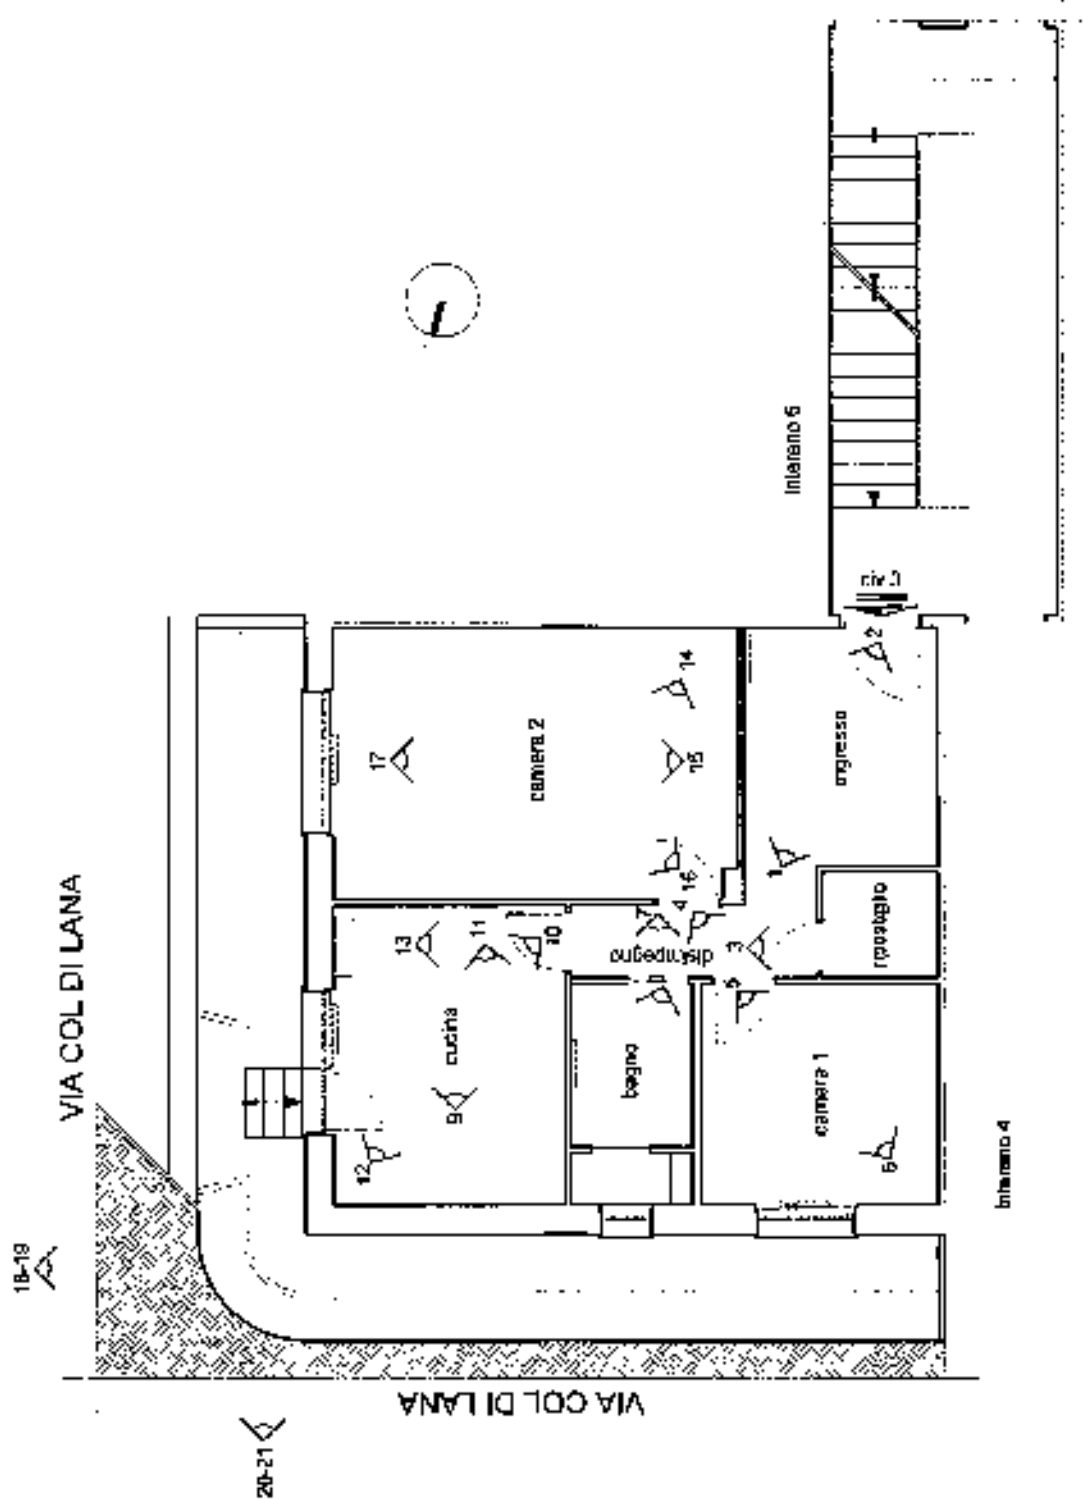 VIA COL DI LANA
VIA COL DI LANA
18-19
20-21
Interano 6
Interano 4
camera 2
cucina
bagno
camera 1
disimpegno
ingresso
ripostiglio
17
14
15
16
13
11
10
12
9
4
3
5
6
2
1